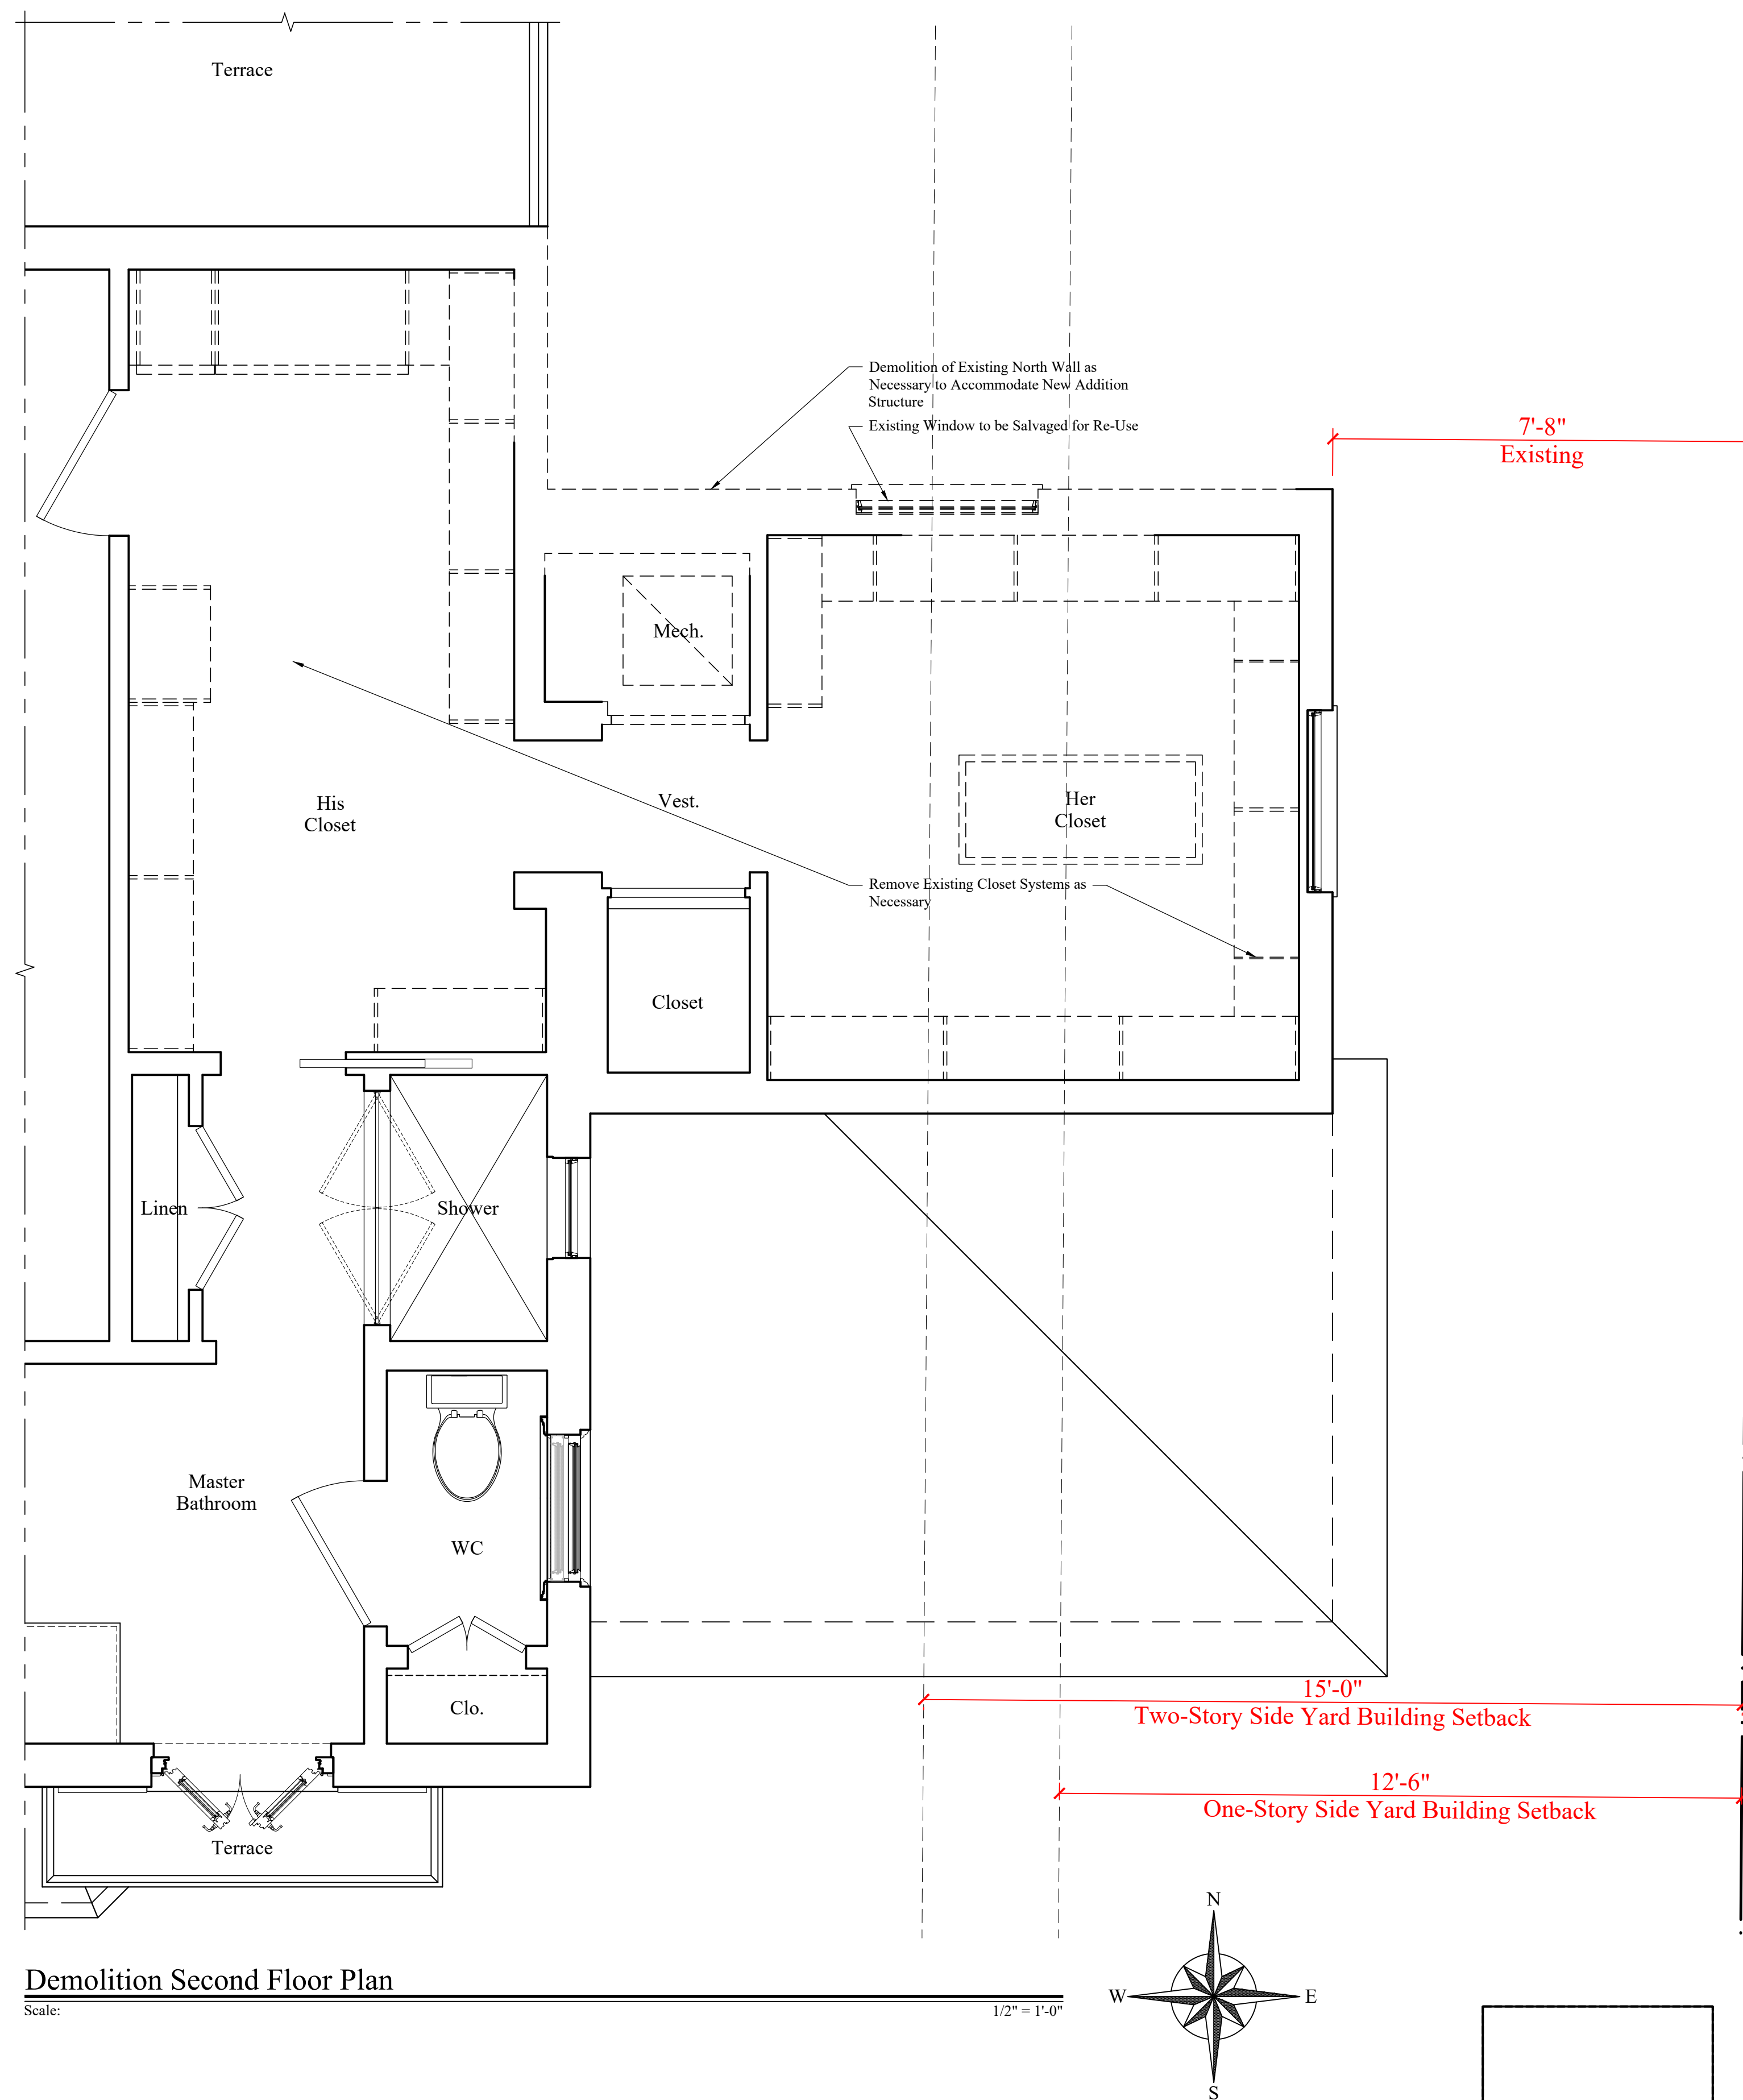 Terrace
Demolition of Existing North Wall as
Necessary to Accommodate New Addition
Structure
Existing Window to be Salvaged for Re-Use
7'-8"
Existing
Mech.
His
Closet
Vest.
Her
Closet
Remove Existing Closet Systems as
Necessary
Closet
Linen
Shower
Master
Bathroom
WC
Clo.
15'-0"
Two-Story Side Yard Building Setback
12'-6"
One-Story Side Yard Building Setback
Terrace
N
W
E
S
Demolition Second Floor Plan
Scale:
1/2" = 1'-0"